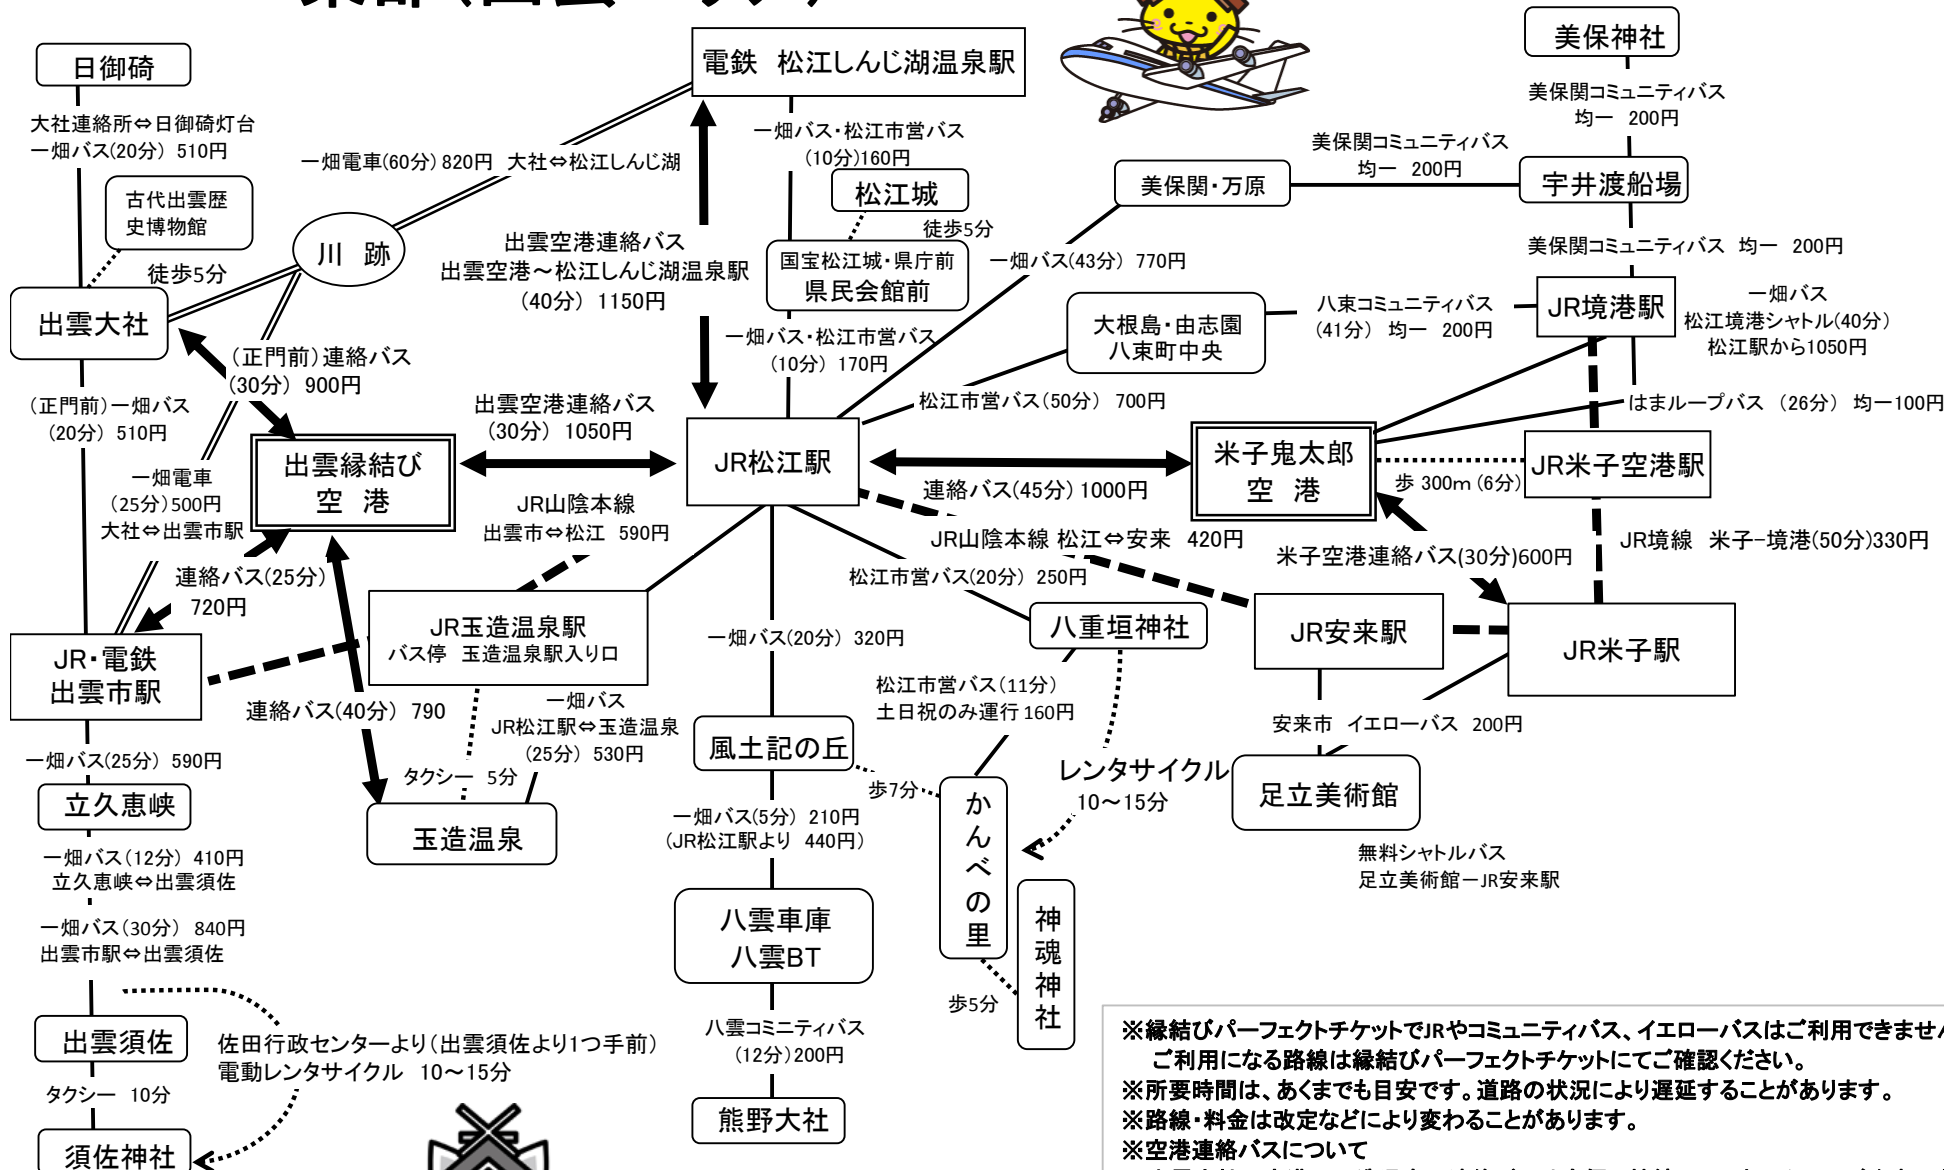 日御碕
大社連絡所⇔日御碕灯台
一畑バス(20分) 510円
古代出雲歴
史博物館
徒歩5分
出雲大社
(正門前)一畑バス
(20分) 510円
一畑電車(60分) 820円 大社⇔松江しんじ湖
川 跡
(正門前)連絡バス
(30分) 900円
一畑電車
(25分)500円
大社⇔出雲市駅
出雲縁結び
空 港
連絡バス(25分)
720円
JR・電鉄
出雲市駅
一畑バス(25分) 590円
立久恵峡
一畑バス(12分) 410円
立久恵峡⇔出雲須佐
一畑バス(30分) 840円
出雲市駅⇔出雲須佐
出雲須佐
タクシー 10分
須佐神社
佐田行政センターより(出雲須佐より1つ手前)
電動レンタサイクル 10～15分
電鉄 松江しんじ湖温泉駅
出雲空港連絡バス
出雲空港～松江しんじ湖温泉駅
(40分) 1150円
一畑バス・松江市営バス
(10分)160円
松江城
徒歩5分
国宝松江城・県庁前
県民会館前
一畑バス・松江市営バス
(10分) 170円
出雲空港連絡バス
(30分) 1050円
JR松江駅
JR山陰本線
出雲市⇔松江 590円
JR玉造温泉駅
バス停 玉造温泉駅入り口
連絡バス(40分) 790
一畑バス
JR松江駅⇔玉造温泉
(25分) 530円
タクシー 5分
玉造温泉
一畑バス(20分) 320円
風土記の丘
歩7分
一畑バス(5分) 210円
(JR松江駅より 440円)
八雲車庫
八雲BT
八雲コミニティバス
(12分)200円
熊野大社
美保神社
美保関コミュニティバス
均一 200円
美保関コミュニティバス
均一 200円
美保関・万原
宇井渡船場
一畑バス(43分) 770円
美保関コミュニティバス 均一 200円
大根島・由志園
八束町中央
八束コミュニティバス
(41分) 均一 200円
JR境港駅
一畑バス
松江境港シャトル(40分)
松江駅から1050円
松江市営バス(50分) 700円
はまループバス (26分) 均一100円
連絡バス(45分) 1000円
米子鬼太郎
空 港
歩 300m (6分)
JR米子空港駅
JR山陰本線 松江⇔安来 420円
米子空港連絡バス(30分)600円
JR境線 米子-境港(50分)330円
松江市営バス(20分) 250円
八重垣神社
JR安来駅
JR米子駅
松江市営バス(11分)
土日祝のみ運行 160円
安来市 イエローバス 200円
レンタサイクル
10～15分
足立美術館
無料シャトルバス
足立美術館－JR安来駅
かんべの里
歩5分
神魂神社
※縁結びパーフェクトチケットでJRやコミュニティバス、イエローバスはご利用できません
ご利用になる路線は縁結びパーフェクトチケットにてご確認ください。
※所要時間は、あくまでも目安です。道路の状況により遅延することがあります。
※路線・料金は改定などにより変わることがあります。
※空港連絡バスについて